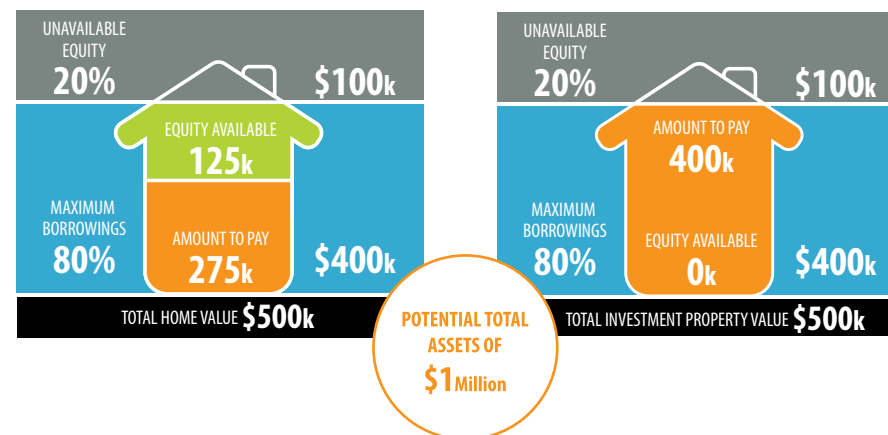 UNAVAILABLE
EQUITY
20%
$100k
EQUITY AVAILABLE
125k
MAXIMUM
BORROWINGS
80%
AMOUNT TO PAY
275k
$400k
TOTAL HOME VALUE $500k
UNAVAILABLE
EQUITY
20%
$100k
AMOUNT TO PAY
400k
MAXIMUM
BORROWINGS
80%
EQUITY AVAILABLE
0k
$400k
TOTAL INVESTMENT PROPERTY VALUE $500k
POTENTIAL TOTAL
ASSETS OF
$1 Million